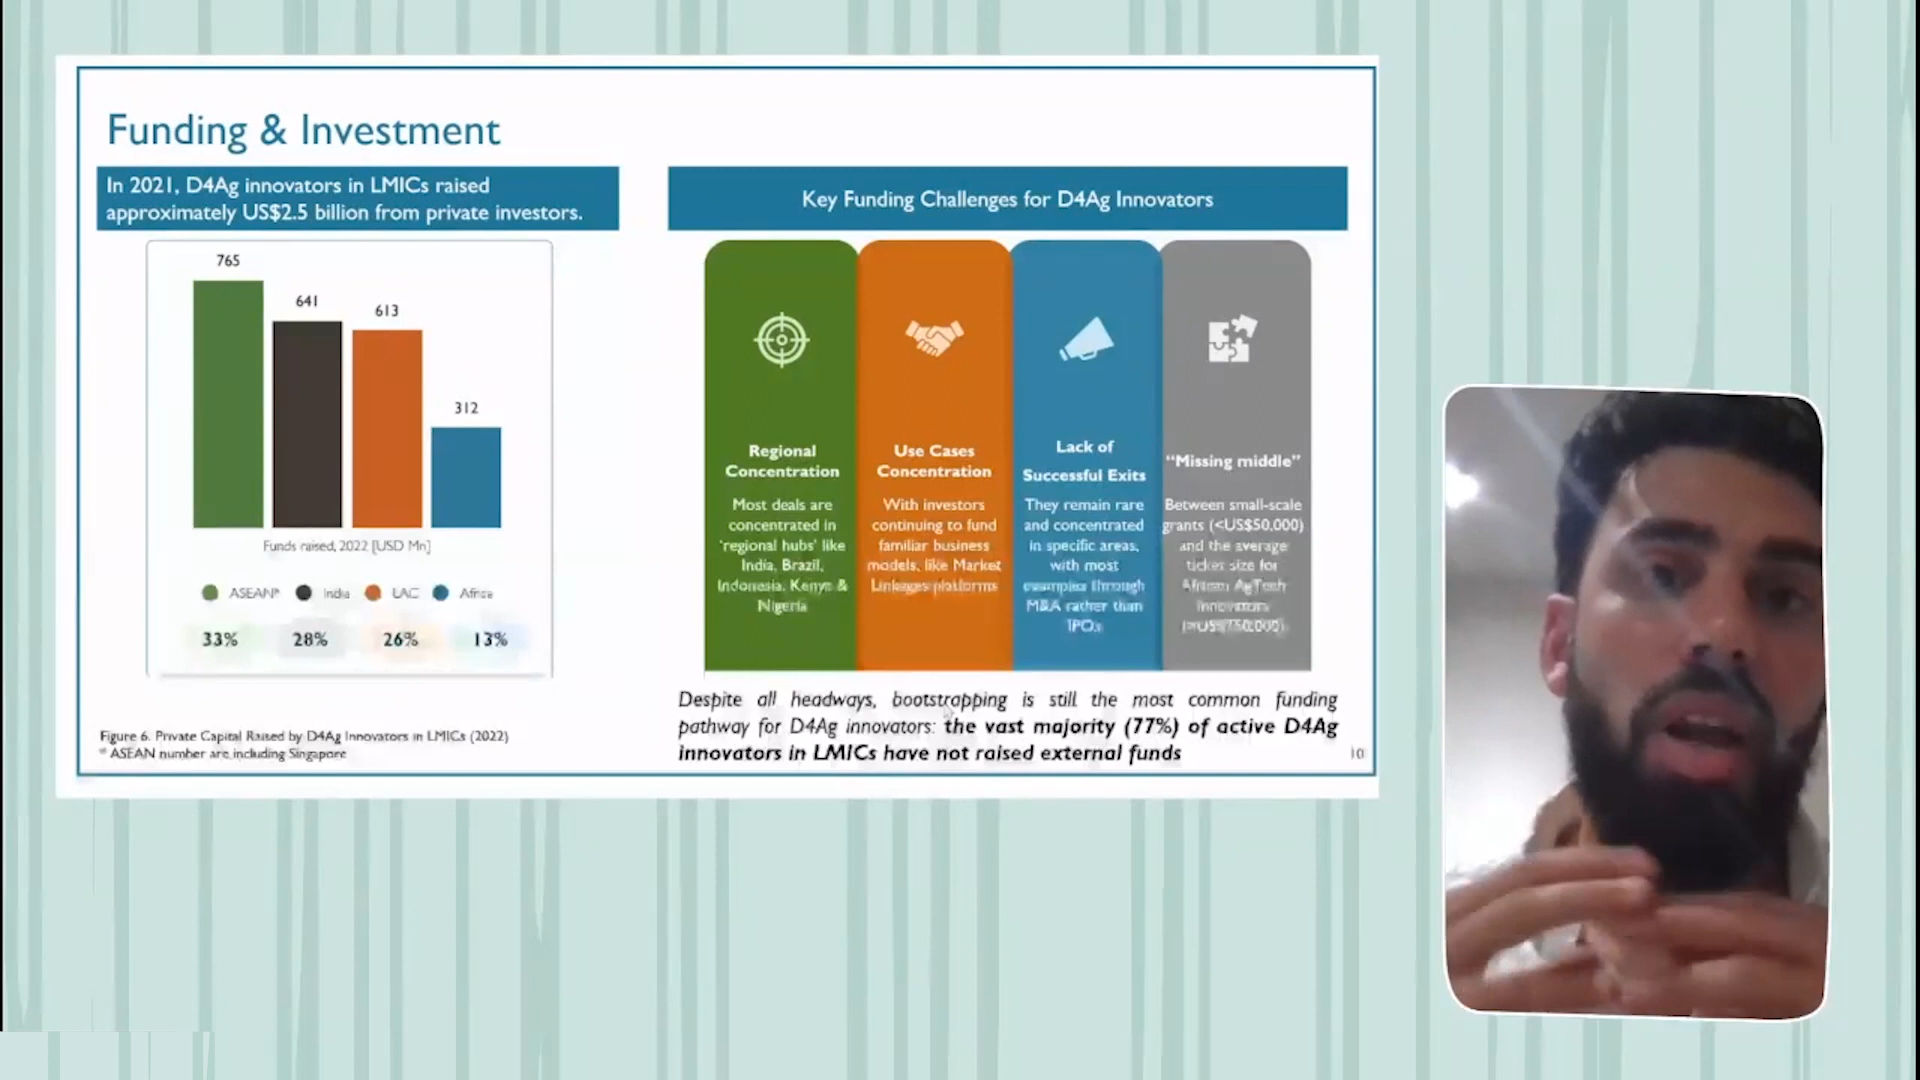 Funding & Investment
In 2021, D4Ag innovators in LMICs raised
approximately US$2.5 billion from private investors.
765
641
613
312
Funds raised, 2022 [USD Mn]
ASEAN* India LAC Africa
33% 28% 26% 13%
Figure 6. Private Capital Raised by D4Ag Innovators in LMICs (2022)
* ASEAN number are including Singapore
Key Funding Challenges for D4Ag Innovators
Regional
Concentration
Most deals are
concentrated in
'regional hubs' like
India, Brazil,
Indonesia, Kenya &
Nigeria
Use Cases
Concentration
With investors
continuing to fund
familiar business
models, like Market
Linkages platforms
Lack of
Successful Exits
They remain rare
and concentrated
in specific areas,
with most
examples through
M&A rather than
IPOs
"Missing middle"
Between small-scale
grants (<US$50,000)
and the average
ticket size for
African AgTech
innovators
Despite all headways, bootstrapping is still the most common funding
pathway for D4Ag innovators: the vast majority (77%) of active D4Ag
innovators in LMICs have not raised external funds
10